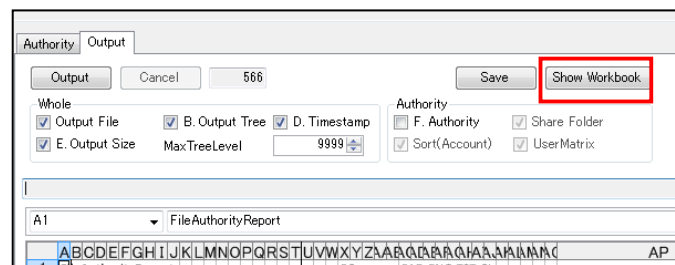 Authority Output
Output Cancel 566 Save Show Workbook
Whole Authority
Output File B. Output Tree D. Timestamp F. Authority Share Folder
E. Output Size MaxTreeLevel 9999 Sort(Account) UserMatrix
A1 FileAuthorityReport
A B C D E F G H I J K L M N O P Q R S T U V W X Y Z AP